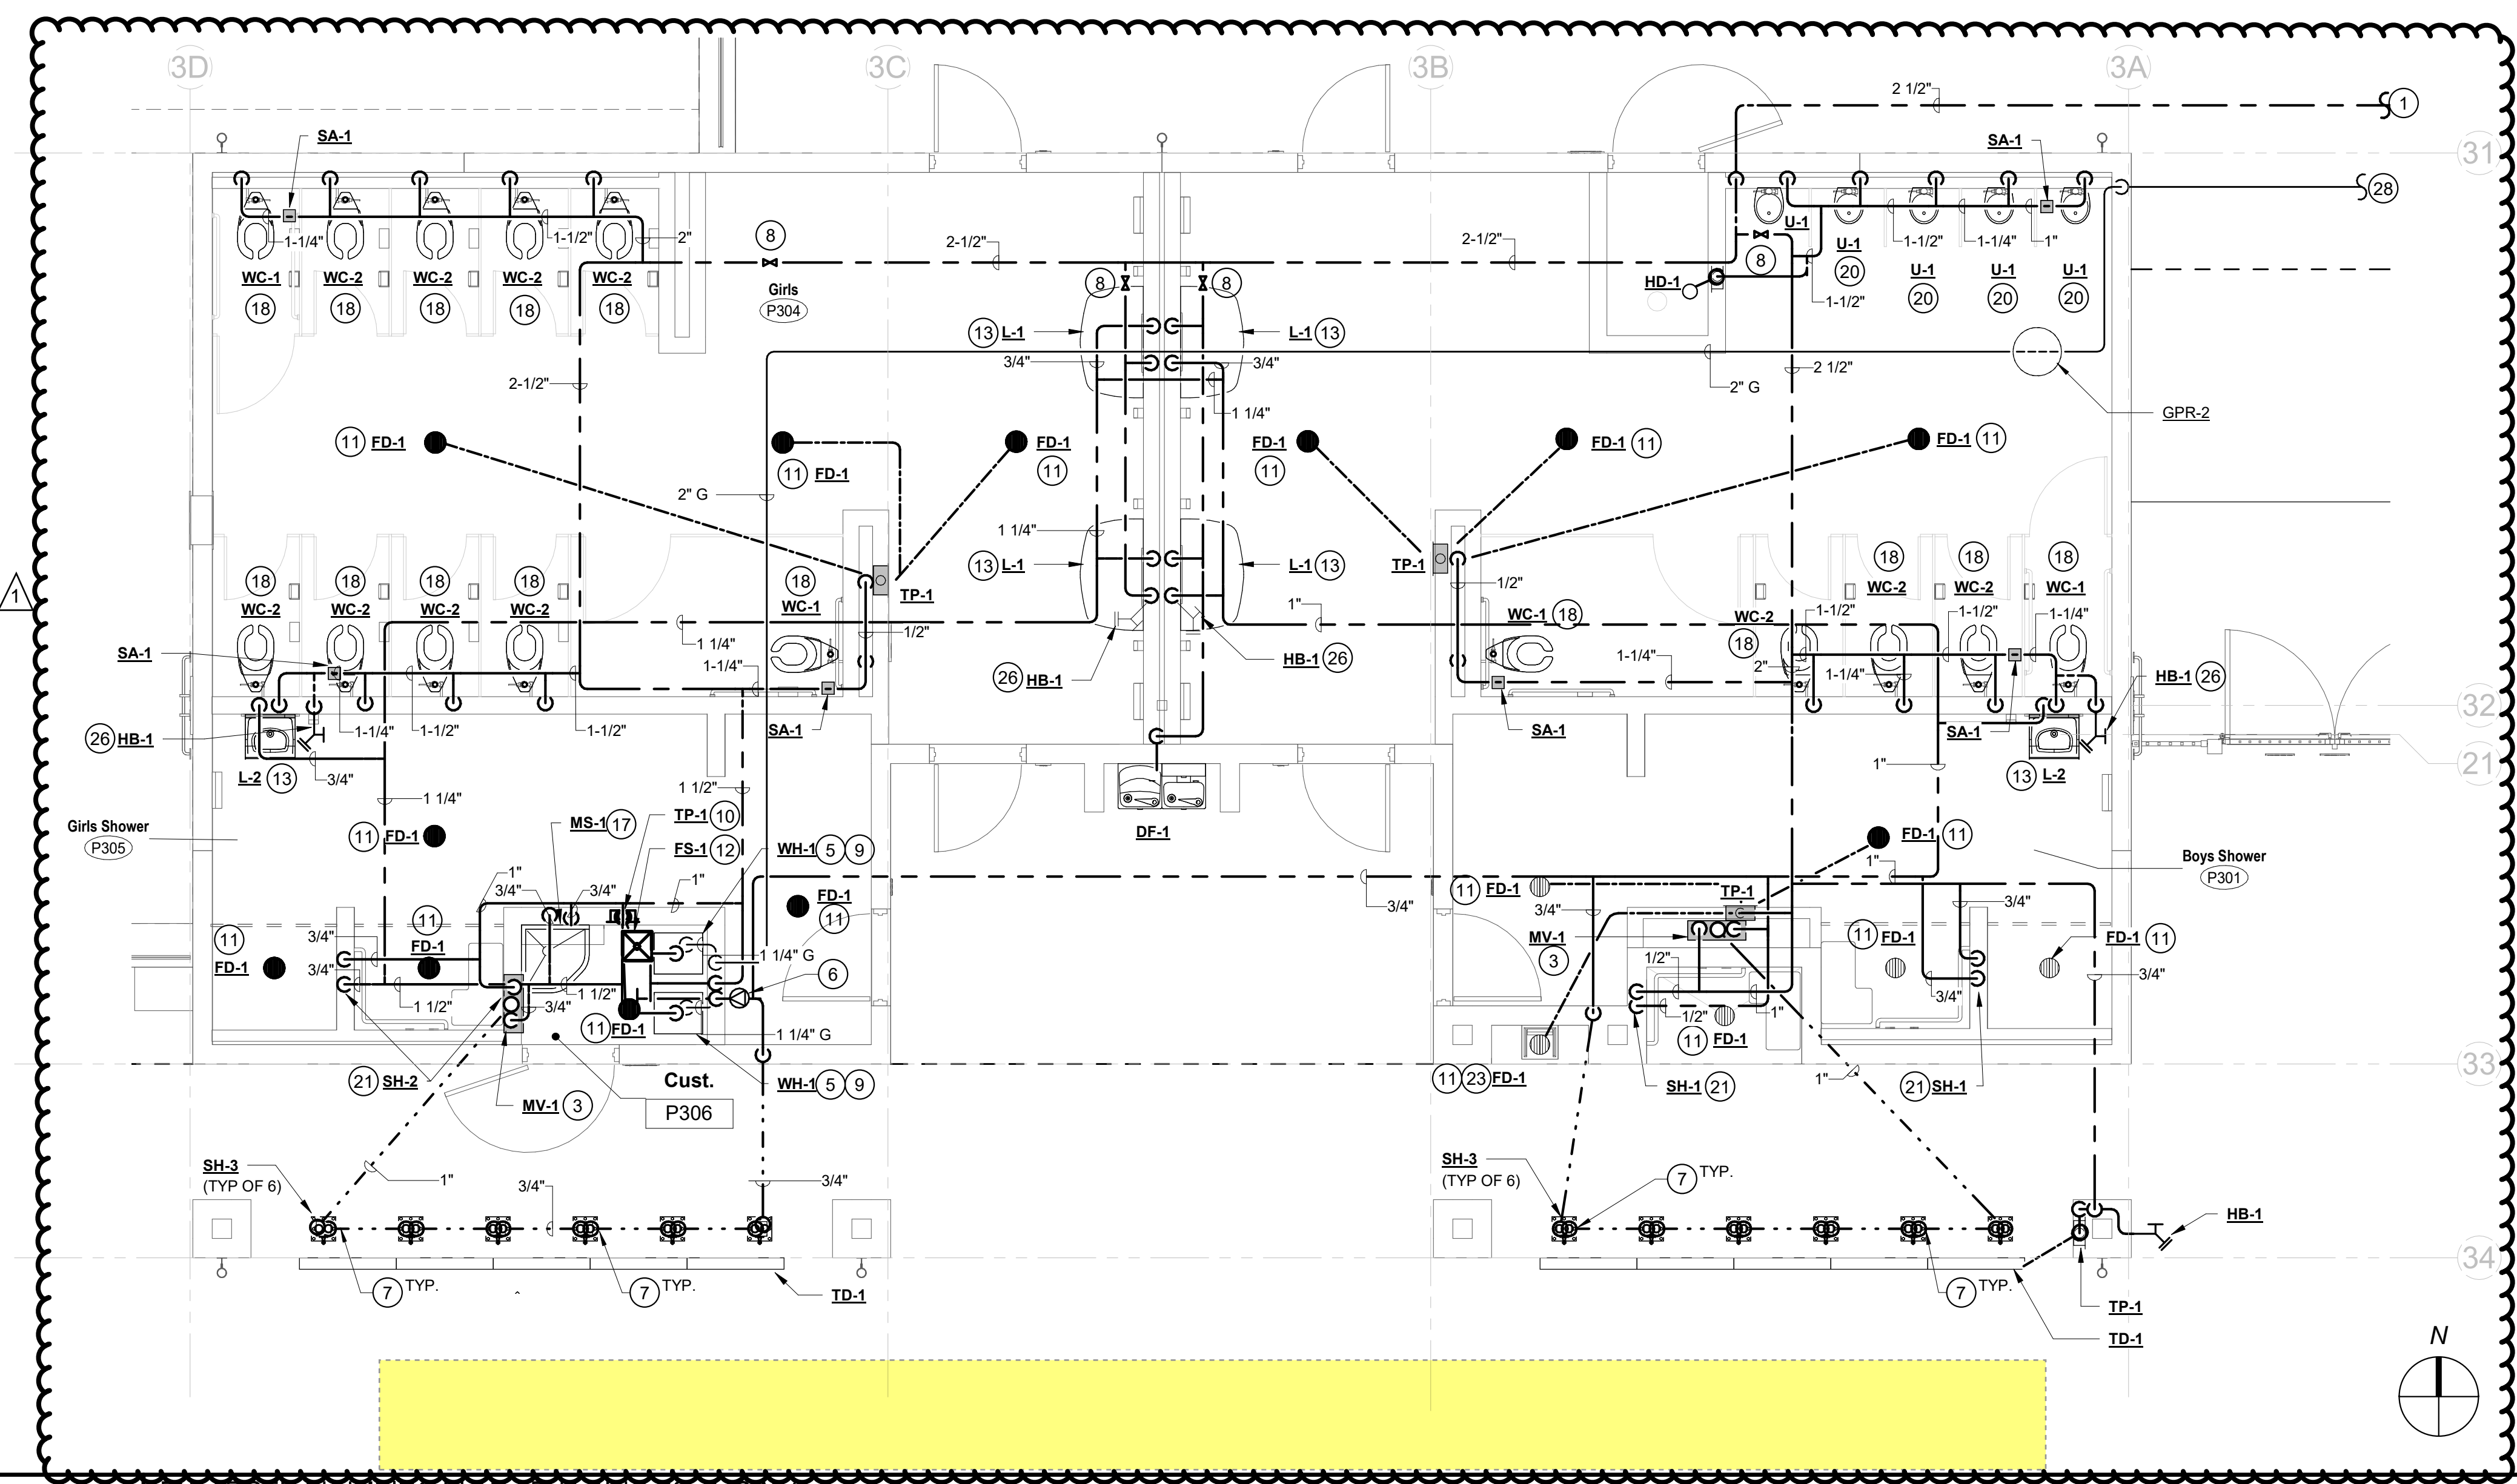 3D
3C
3B
3A
2 1/2"
1
SA-1
SA-1
31
28
1-1/4"
1-1/2"
2"
8
2-1/2"
2-1/2"
U-1
U-1
20
1-1/2"
1-1/4"
1"
WC-1
WC-2
WC-2
WC-2
WC-2
18
18
18
18
18
Girls
P304
8
8
8
HD-1
U-1
U-1
U-1
20
20
20
1-1/2"
13 L-1
L-1 13
3/4"
3/4"
2-1/2"
2" G
2 1/2"
1 1/4"
GPR-2
11 FD-1
11 FD-1
FD-1
11
FD-1
11
FD-1 11
FD-1 11
2" G
1 1/4"
13 L-1
L-1 13
TP-1
TP-1
1
18
WC-2
18
WC-2
18
WC-2
18
WC-2
18
WC-1
1/2"
1/2"
1"
WC-1 18
WC-2
18
18
WC-2
18
WC-2
18
WC-1
1-1/2"
1-1/2"
1-1/4"
SA-1
1 1/4"
1-1/4"
26 HB-1
HB-1 26
1-1/4"
2"
1-1/4"
HB-1 26
26 HB-1
1-1/4"
1-1/2"
1-1/2"
SA-1
SA-1
SA-1
32
L-2 13
3/4"
1"
13 L-2
21
1 1/4"
1 1/2"
Girls Shower
P305
11 FD-1
MS-1 17
TP-1 10
FS-1 12
WH-1 5 9
DF-1
FD-1 11
Boys Shower
P301
1"
3/4"
3/4"
1"
FD-1
11
3/4"
11 FD-1
TP-1
1"
11
FD-1
11
FD-1
3/4"
3/4"
3/4"
MV-1
3
3/4"
11 FD-1
FD-1 11
1 1/4" G
6
1/2"
3/4"
3/4"
1 1/2"
3/4"
1 1/2"
11 FD-1
1 1/4" G
1/2"
1"
11 FD-1
21 SH-2
MV-1 3
Cust.
P306
WH-1 5 9
11 23 FD-1
SH-1 21
1"
21 SH-1
33
SH-3
(TYP OF 6)
1"
3/4"
3/4"
SH-3
(TYP OF 6)
7 TYP.
HB-1
34
7 TYP.
7 TYP.
TD-1
7 TYP.
TP-1
TD-1
N